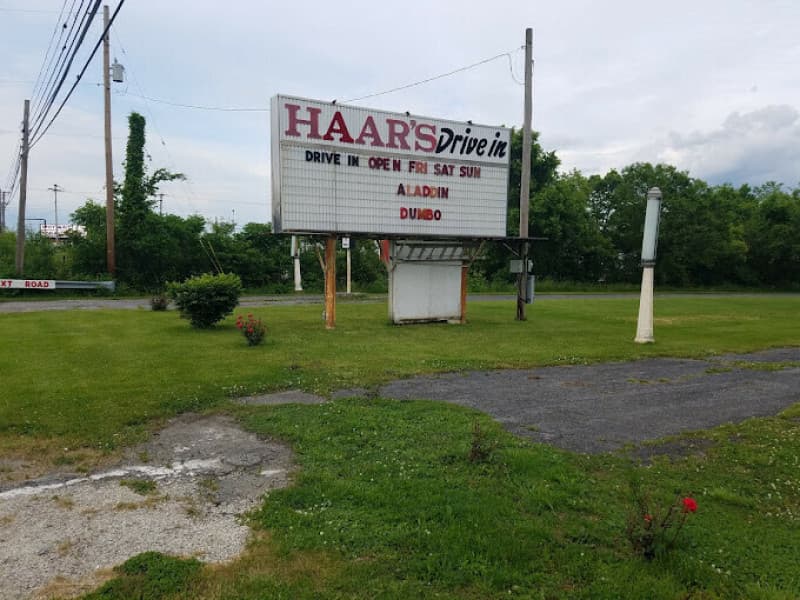 HAAR'S Drive in
DRIVE IN OPEN FRI SAT SUN
ALADDIN
DUMBO
XT ROAD